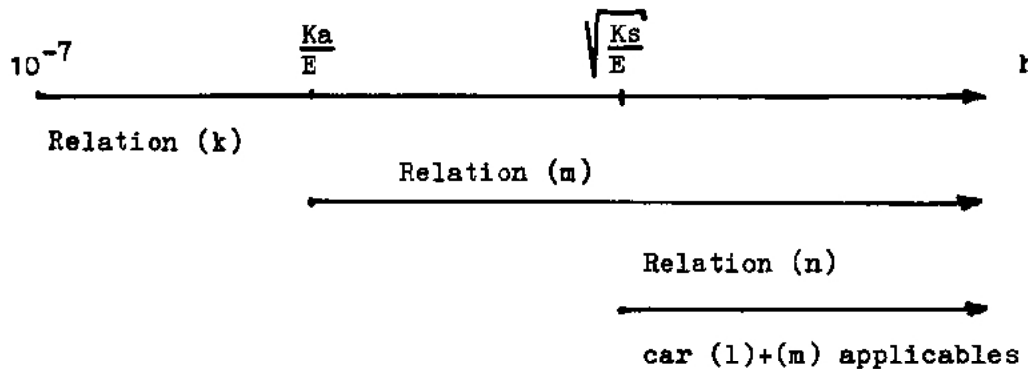 10⁻⁷ Ka/E √(Ks/E)
Relation (k)
Relation (m)
Relation (n)
car (l)+(m) applicables